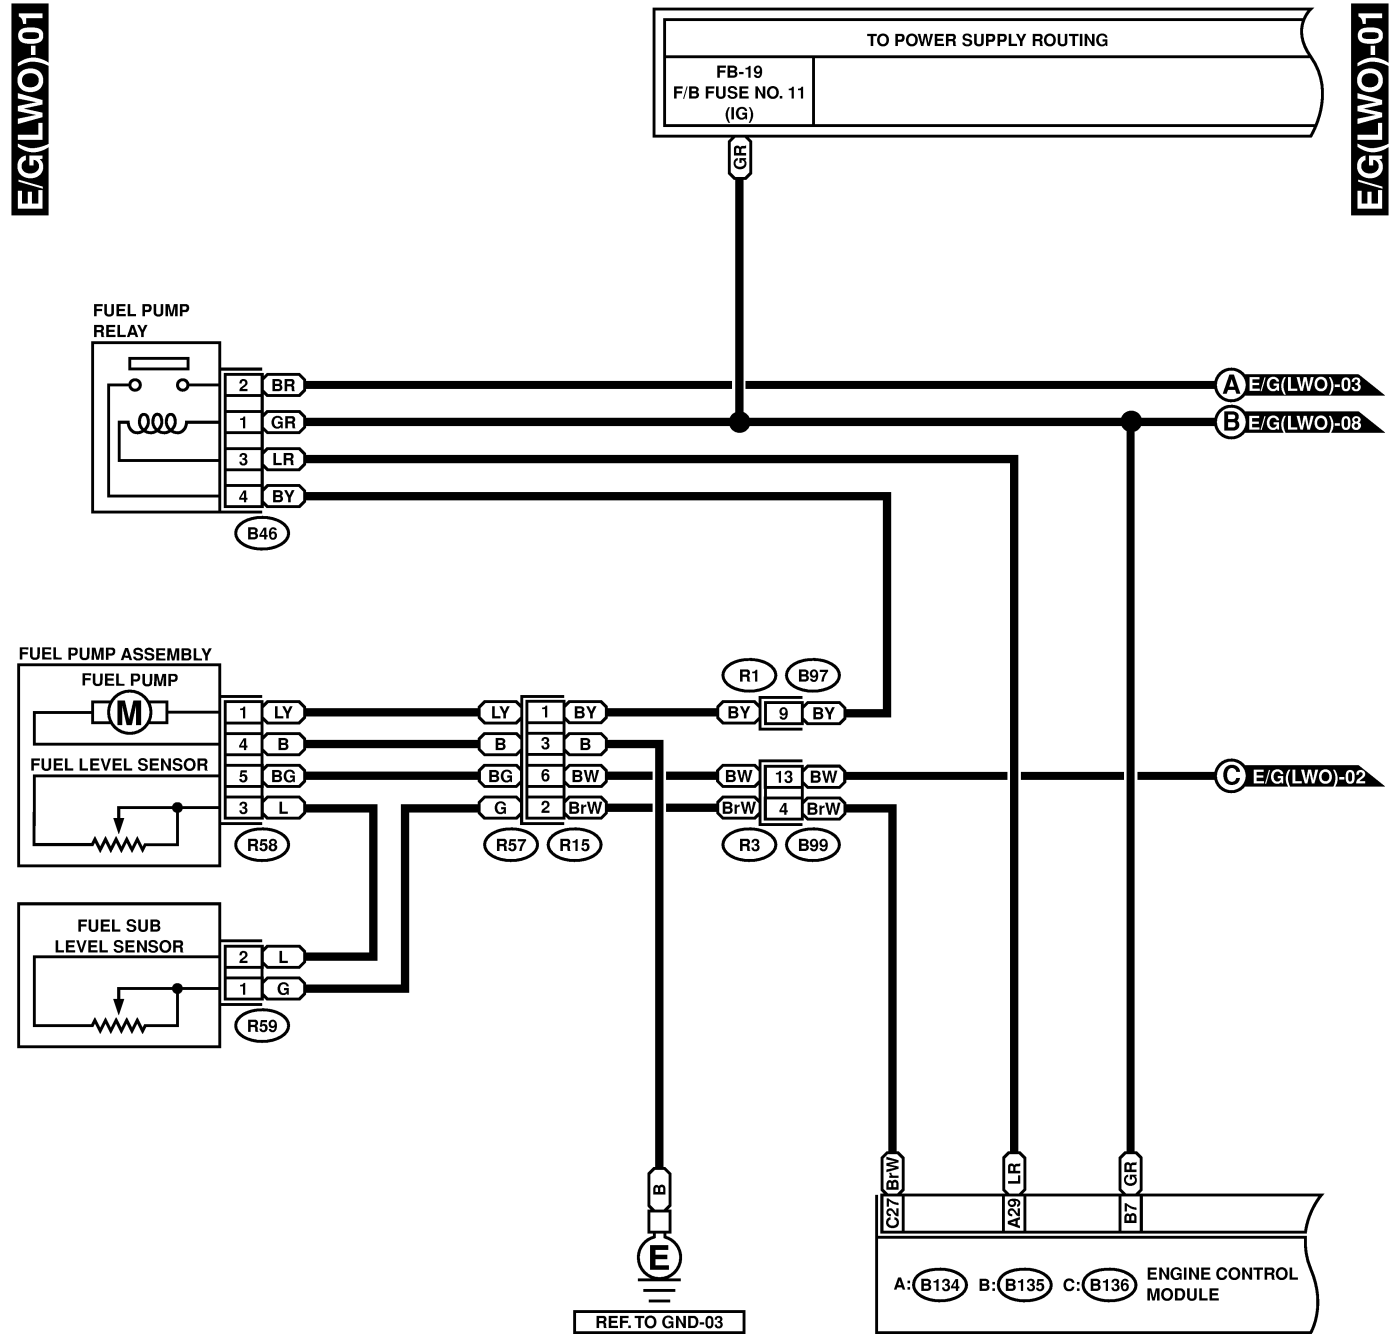 E/G(LWO)-01
E/G(LWO)-01
TO POWER SUPPLY ROUTING
FB-19
F/B FUSE NO. 11
(IG)
GR
FUEL PUMP
RELAY
2 BR
A E/G(LWO)-03
1 GR
B E/G(LWO)-08
3 LR
4 BY
B46
FUEL PUMP ASSEMBLY
FUEL PUMP
M
R1 B97
1 LY LY 1 BY BY 9 BY
4 B B 3 B
FUEL LEVEL SENSOR
5 BG BG 6 BW BW 13 BW
C E/G(LWO)-02
3 L G 2 BrW BrW 4 BrW
R58 R57 R15 R3 B99
FUEL SUB
LEVEL SENSOR
2 L
1 G
R59
B
E
REF. TO GND-03
BrW LR GR
C27 A29 B7
A: B134 B: B135 C: B136
ENGINE CONTROL
MODULE